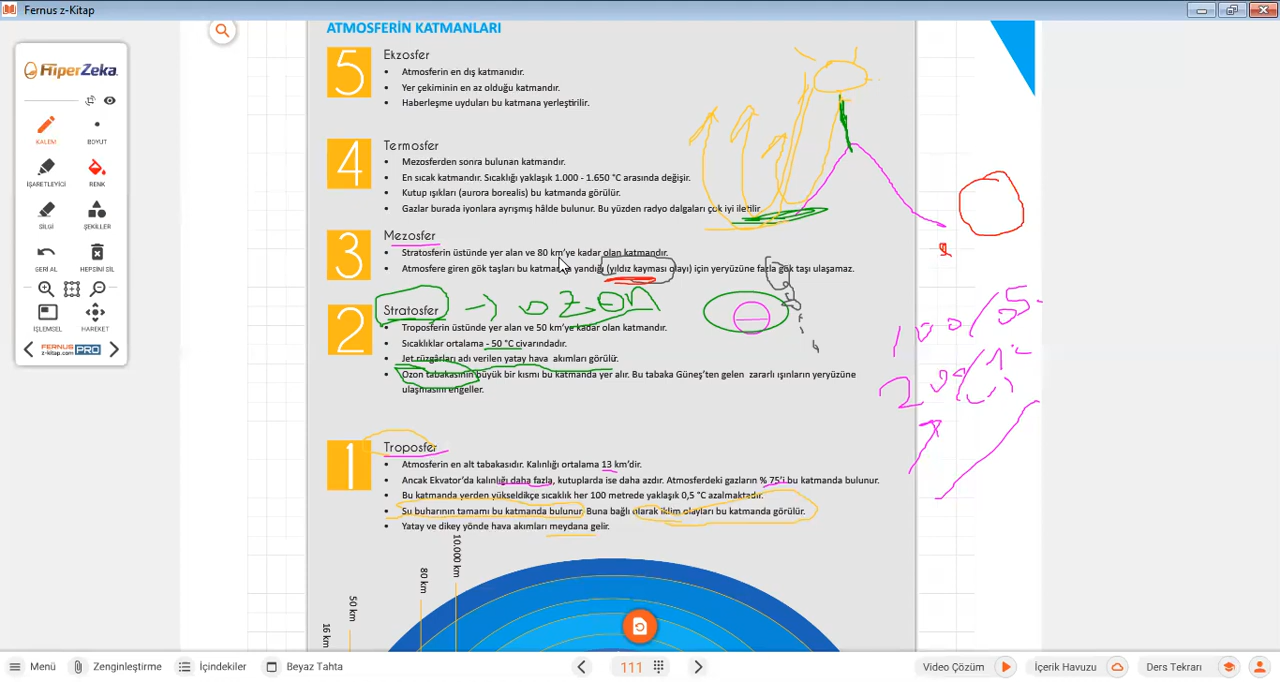 Fernus z-Kitap
HiperZeka
KALEM
BOYUT
İŞARETLEYİCİ
RENK
SİLGİ
ŞEKİLLER
GERİ AL
HEPSİNİ SİL
İŞLEMSEL
HAREKET
FERNUS
z-kitap PRO
ATMOSFERİN KATMANLARI
5
Ekzosfer
• Atmosferin en dış katmanıdır.
• Yer çekiminin en az olduğu katmandır.
• Haberleşme uyduları bu katmana yerleştirilir.
4
Termosfer
• Mezosferden sonra bulunan katmandır.
• En sıcak katmandır. Sıcaklığı yaklaşık 1.000 - 1.650 °C arasında değişir.
• Kutup ışıkları (aurora borealis) bu katmanda görülür.
• Gazlar burada iyonlara ayrışmış hâlde bulunur. Bu yüzden radyo dalgaları çok iyi iletilir.
3
Mezosfer
• Stratosferin üstünde yer alan ve 80 km'ye kadar olan katmandır.
• Atmosfere giren gök taşları bu katmanda yandığı (yıldız kayması olayı) için yeryüzüne fazla gök taşı ulaşamaz.
2
Stratosfer → ozon
• Troposferin üstünde yer alan ve 50 km'ye kadar olan katmandır.
• Sıcaklıklar ortalama - 50 °C civarındadır.
• Jet rüzgârları adı verilen yatay hava akımları görülür.
• Ozon tabakasının büyük bir kısmı bu katmanda yer alır. Bu tabaka Güneş'ten gelen zararlı ışınların yeryüzüne
ulaşmasını engeller.
1
Troposfer
• Atmosferin en alt tabakasıdır. Kalınlığı ortalama 13 km'dir.
• Ancak Ekvator'da kalınlığı daha fazla, kutuplarda ise daha azdır. Atmosferdeki gazların % 75'i bu katmanda bulunur.
• Bu katmanda yerden yükseldikçe sıcaklık her 100 metrede yaklaşık 0,5 °C azalmaktadır.
• Su buharının tamamı bu katmanda bulunur. Buna bağlı olarak iklim olayları bu katmanda görülür.
• Yatay ve dikey yönde hava akımları meydana gelir.
10.000 km
80 km
50 km
16 km
Menü
Zenginleştirme
İçindekiler
Beyaz Tahta
111
Video Çözüm
İçerik Havuzu
Ders Tekrarı